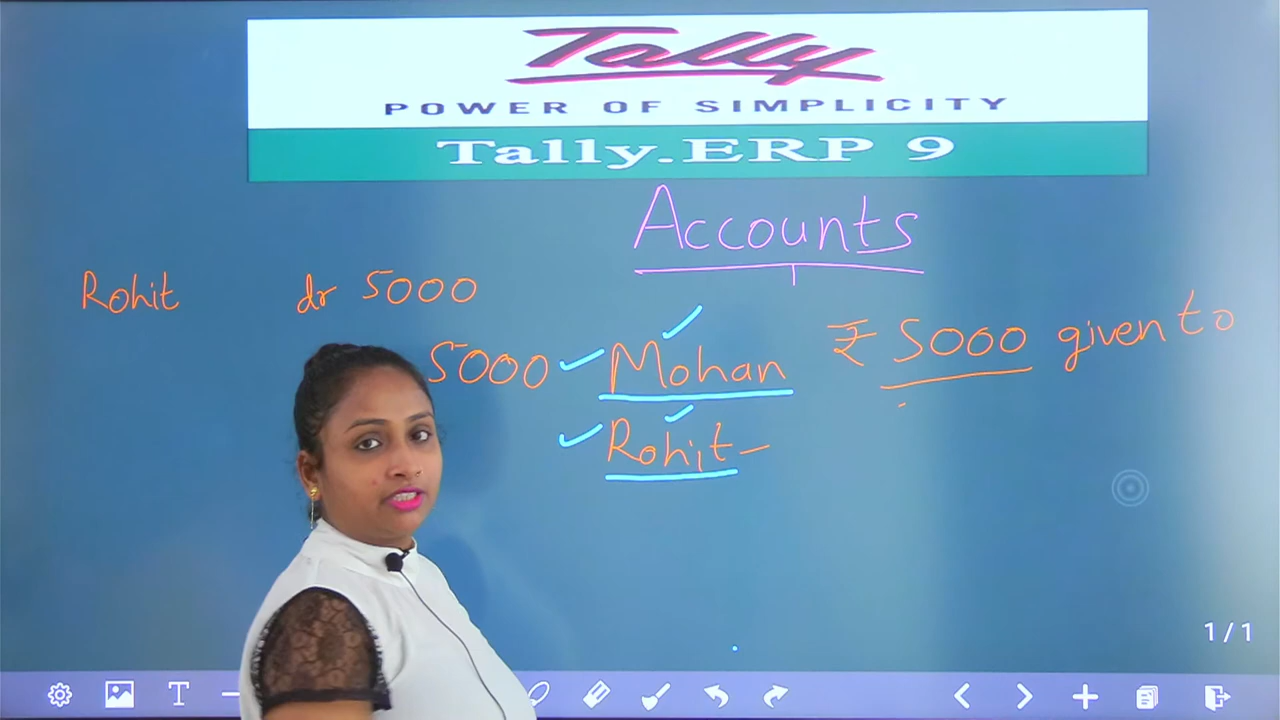 Tally
POWER OF SIMPLICITY
Tally.ERP 9
Accounts
Rohit dr 5000
5000 Mohan ₹ 5000 given to
Rohit -
1/1